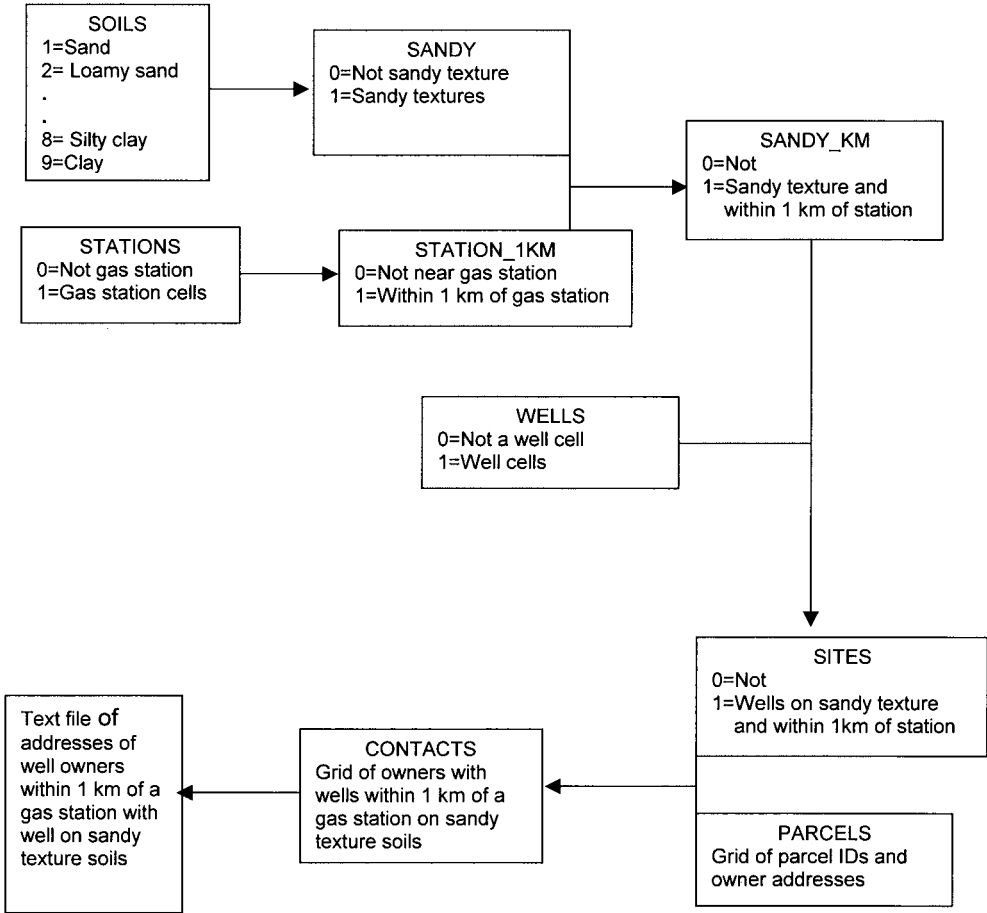 SOILS
1=Sand
2= Loamy sand
.
.
8= Silty clay
9=Clay
SANDY
0=Not sandy texture
1=Sandy textures
SANDY_KM
0=Not
1=Sandy texture and
within 1 km of station
STATIONS
0=Not gas station
1=Gas station cells
STATION_1KM
0=Not near gas station
1=Within 1 km of gas station
WELLS
0=Not a well cell
1=Well cells
SITES
0=Not
1=Wells on sandy texture
and within 1km of station
Text file of
addresses of
well owners
within 1 km of a
gas station with
well on sandy
texture soils
CONTACTS
Grid of owners with
wells within 1 km of a
gas station on sandy
texture soils
PARCELS
Grid of parcel IDs and
owner addresses